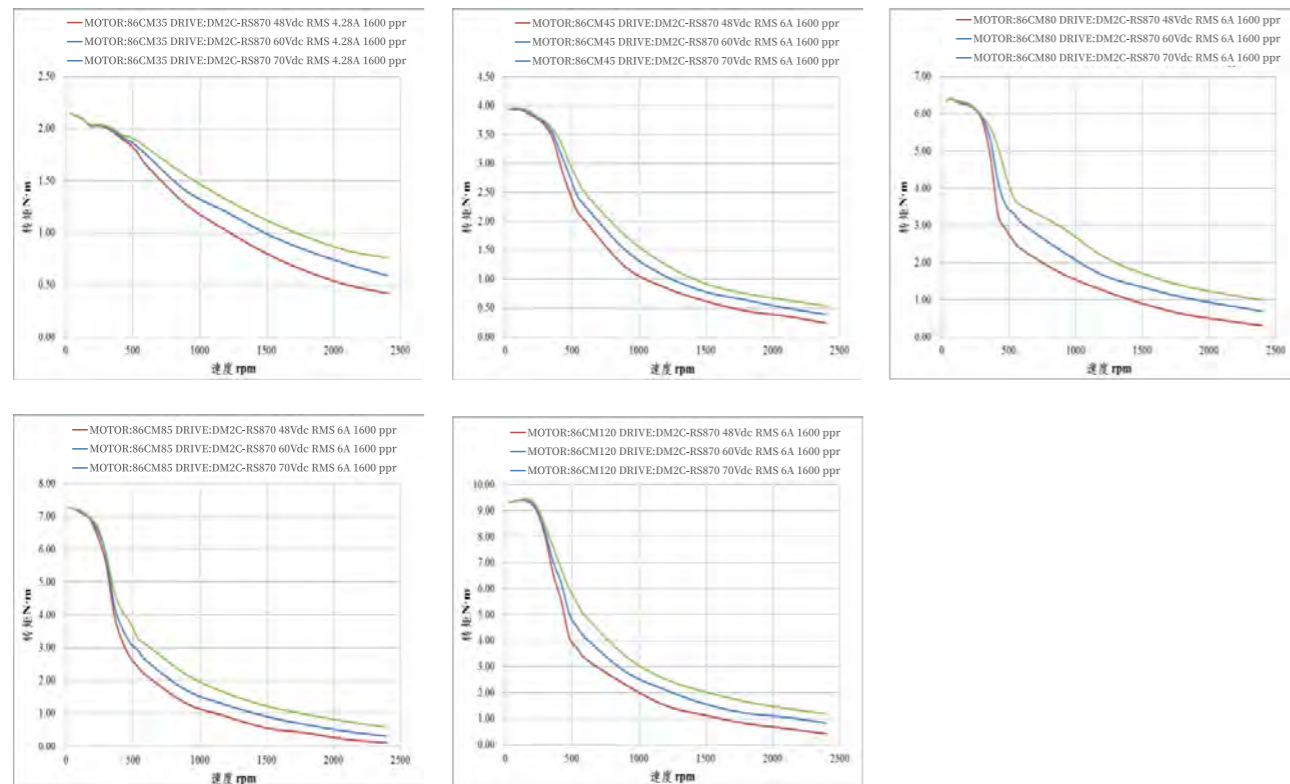 MOTOR:86CM35 DRIVE:DM2C-RS870 48Vdc RMS 4.28A 1600 ppr
MOTOR:86CM35 DRIVE:DM2C-RS870 60Vdc RMS 4.28A 1600 ppr
MOTOR:86CM35 DRIVE:DM2C-RS870 70Vdc RMS 4.28A 1600 ppr
2.50
2.00
1.50
1.00
0.50
0.00
转矩N·m
0 500 1000 1500 2000 2500
速度 rpm
MOTOR:86CM45 DRIVE:DM2C-RS870 48Vdc RMS 6A 1600 ppr
MOTOR:86CM45 DRIVE:DM2C-RS870 60Vdc RMS 6A 1600 ppr
MOTOR:86CM45 DRIVE:DM2C-RS870 70Vdc RMS 6A 1600 ppr
4.50
4.00
3.50
3.00
2.50
2.00
1.50
1.00
0.50
0.00
转矩N·m
0 500 1000 1500 2000 2500
速度 rpm
MOTOR:86CM80 DRIVE:DM2C-RS870 48Vdc RMS 6A 1600 ppr
MOTOR:86CM80 DRIVE:DM2C-RS870 60Vdc RMS 6A 1600 ppr
MOTOR:86CM80 DRIVE:DM2C-RS870 70Vdc RMS 6A 1600 ppr
7.00
6.00
5.00
4.00
3.00
2.00
1.00
0.00
转矩N·m
0 500 1000 1500 2000 2500
速度 rpm
MOTOR:86CM85 DRIVE:DM2C-RS870 48Vdc RMS 6A 1600 ppr
MOTOR:86CM85 DRIVE:DM2C-RS870 60Vdc RMS 6A 1600 ppr
MOTOR:86CM85 DRIVE:DM2C-RS870 70Vdc RMS 6A 1600 ppr
8.00
7.00
6.00
5.00
4.00
3.00
2.00
1.00
0.00
转矩N·m
0 500 1000 1500 2000 2500
速度 rpm
MOTOR:86CM120 DRIVE:DM2C-RS870 48Vdc RMS 6A 1600 ppr
MOTOR:86CM120 DRIVE:DM2C-RS870 60Vdc RMS 6A 1600 ppr
MOTOR:86CM120 DRIVE:DM2C-RS870 70Vdc RMS 6A 1600 ppr
10.00
9.00
8.00
7.00
6.00
5.00
4.00
3.00
2.00
1.00
0.00
转矩N·m
0 500 1000 1500 2000 2500
速度 rpm